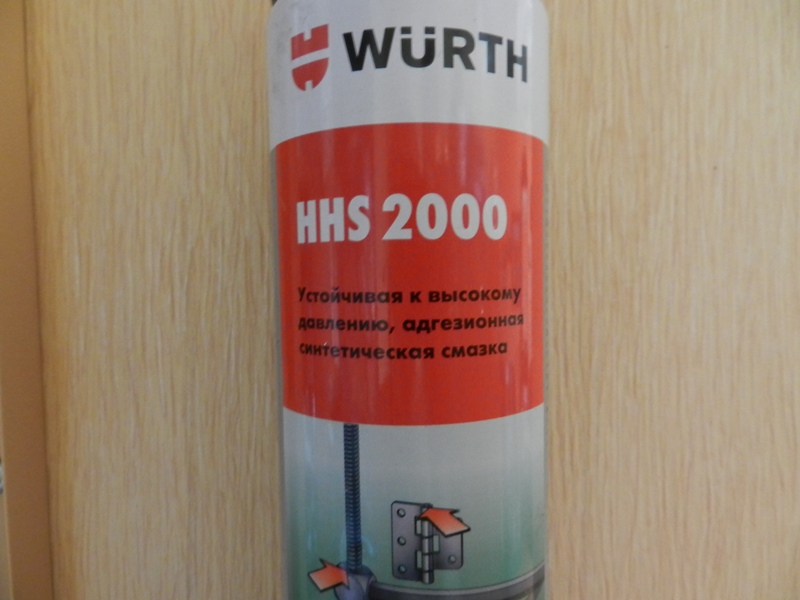 WÜRTH
HHS 2000
Устойчивая к высокому
давлению, адгезионная
синтетическая смазка